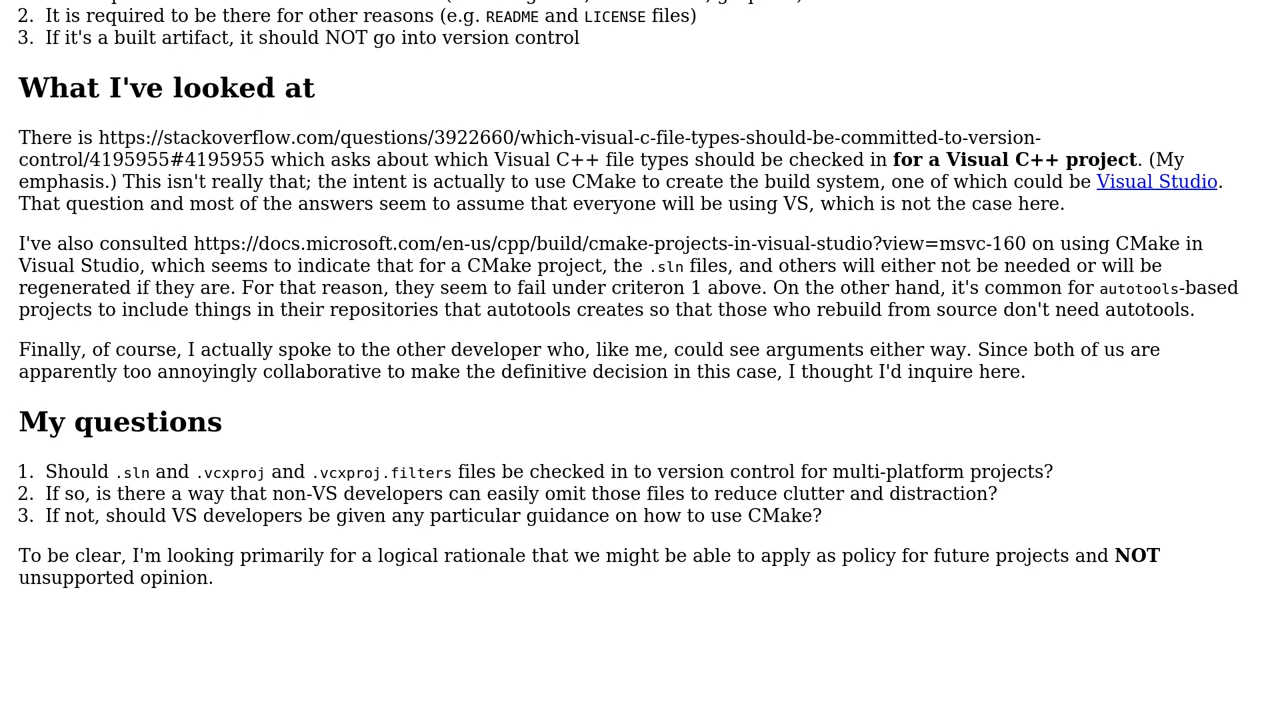 2. It is required to be there for other reasons (e.g. README and LICENSE files)
3. If it's a built artifact, it should NOT go into version control
What I've looked at
There is https://stackoverflow.com/questions/3922660/which-visual-c-file-types-should-be-committed-to-version-
control/4195955#4195955 which asks about which Visual C++ file types should be checked in for a Visual C++ project. (My
emphasis.) This isn't really that; the intent is actually to use CMake to create the build system, one of which could be Visual Studio.
That question and most of the answers seem to assume that everyone will be using VS, which is not the case here.
I've also consulted https://docs.microsoft.com/en-us/cpp/build/cmake-projects-in-visual-studio?view=msvc-160 on using CMake in
Visual Studio, which seems to indicate that for a CMake project, the .sln files, and others will either not be needed or will be
regenerated if they are. For that reason, they seem to fail under criteron 1 above. On the other hand, it's common for autotools-based
projects to include things in their repositories that autotools creates so that those who rebuild from source don't need autotools.
Finally, of course, I actually spoke to the other developer who, like me, could see arguments either way. Since both of us are
apparently too annoyingly collaborative to make the definitive decision in this case, I thought I'd inquire here.
My questions
1. Should .sln and .vcxproj and .vcxproj.filters files be checked in to version control for multi-platform projects?
2. If so, is there a way that non-VS developers can easily omit those files to reduce clutter and distraction?
3. If not, should VS developers be given any particular guidance on how to use CMake?
To be clear, I'm looking primarily for a logical rationale that we might be able to apply as policy for future projects and NOT
unsupported opinion.